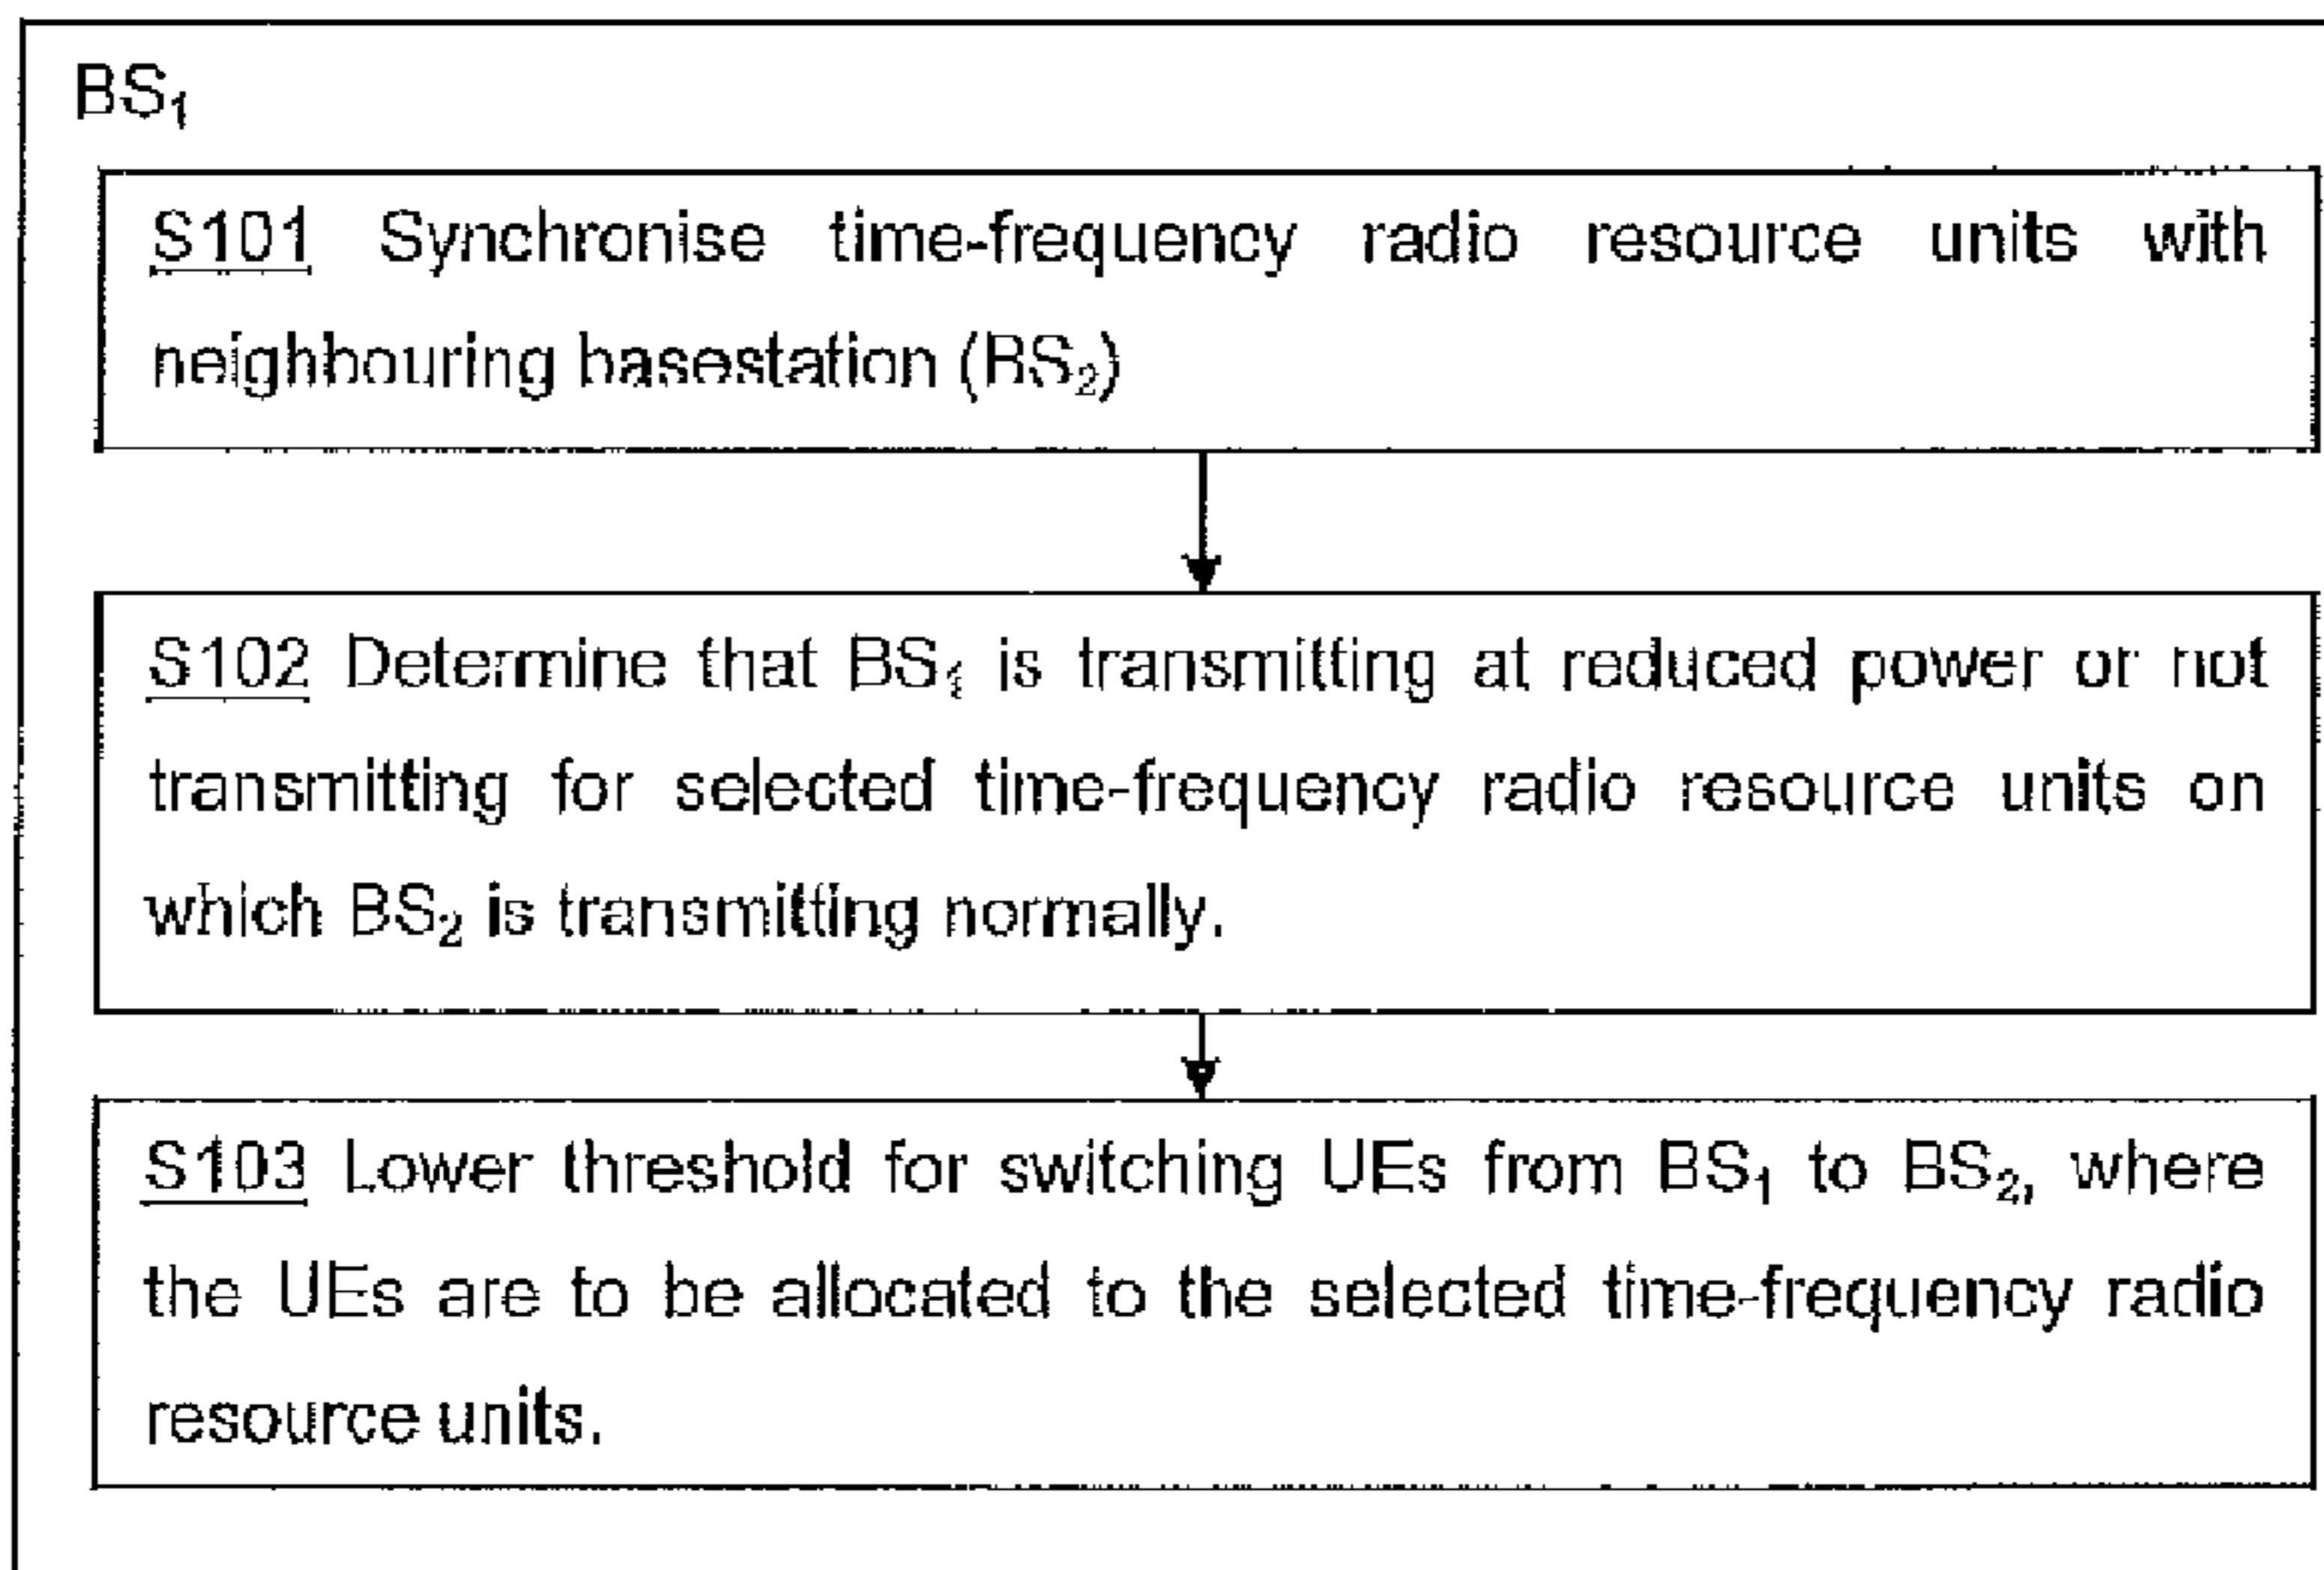 BS₁
S101 Synchronise time-frequency radio resource units with
neighbouring basestation (BS₂)
S102 Determine that BS₁ is transmitting at reduced power or not
transmitting for selected time-frequency radio resource units on
which BS₂ is transmitting normally.
S103 Lower threshold for switching UEs from BS₁ to BS₂, where
the UEs are to be allocated to the selected time-frequency radio
resource units.